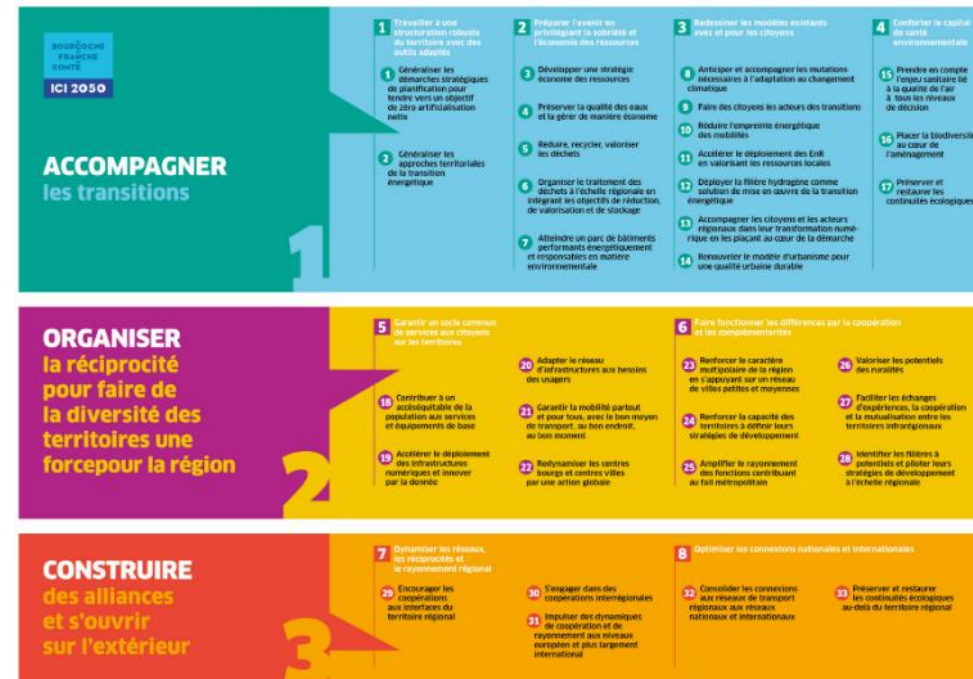 BOURGOGNE
FRANCHE
COMTÉ
ICI 2050
ACCOMPAGNER
les transitions
1
1 Travailler à une
structuration robuste
du territoire avec des
outils adaptés
1 Généraliser les
démarches stratégiques
de planification pour
tendre vers un objectif
de zéro artificialisation
nette
2 Généraliser les
approches territoriales
de la transition
énergétique
2 Préparer l'avenir en
privilégiant la sobriété et
l'économie des ressources
3 Développer une stratégie
économe des ressources
4 Préserver la qualité des eaux
et la gérer de manière économe
5 Réduire, recycler, valoriser
les déchets
6 Organiser le traitement des
déchets à l'échelle régionale en
intégrant les objectifs de réduction,
de valorisation et de stockage
7 Atteindre un parc de bâtiments
performants énergétiquement
et responsables en matière
environnementale
3 Redessiner les modèles existants
avec et pour les citoyens
8 Anticiper et accompagner les mutations
nécessaires à l'adaptation au changement
climatique
9 Faire des citoyens les acteurs des transitions
10 Réduire l'empreinte énergétique
des mobilités
11 Accélérer le déploiement des EnR
en valorisant les ressources locales
12 Déployer la filière hydrogène comme
solution de mise en œuvre de la transition
énergétique
13 Accompagner les citoyens et les acteurs
régionaux dans leur transformation numé-
rique en les plaçant au cœur de la démarche
14 Renouveler le modèle d'urbanisme pour
une qualité urbaine durable
4 Conforter le capital
de santé
environnementale
15 Prendre en compte
l'enjeu sanitaire lié
à la qualité de l'air
à tous les niveaux
de décision
16 Placer la biodiversité
au cœur de
l'aménagement
17 Préserver et
restaurer les
continuités écologiques
ORGANISER
la réciprocité
pour faire de
la diversité des
territoires une
forcepour la région
2
5 Garantir un socle commun
de services aux citoyens
sur les territoires
18 Contribuer à un
accèséquitable de la
population aux services
et équipements de base
19 Accélérer le déploiement
des infrastructures
numériques et innover
par la donnée
20 Adapter le réseau
d'infrastructures aux besoins
des usagers
21 Garantir la mobilité partout
et pour tous, avec le bon moyen
de transport, au bon endroit,
au bon moment
22 Redynamiser les centres
bourgs et centres villes
par une action globale
6 Faire fonctionner les différences par la coopération
et les complémentarités
23 Renforcer le caractère
multipolaire de la région
en s'appuyant sur un réseau
de villes petites et moyennes
24 Renforcer la capacité des
territoires à définir leurs
stratégies de développement
25 Amplifier le rayonnement
des fonctions contribuant
au fait métropolitain
26 Valoriser les potentiels
des ruralités
27 Faciliter les échanges
d'expériences, la coopération
et la mutualisation entre les
territoires infrarégionaux
28 Identifier les filières à
potentiels et piloter leurs
stratégies de développement
à l'échelle régionale
CONSTRUIRE
des alliances
et s'ouvrir
sur l'extérieur
3
7 Dynamiser les réseaux,
les réciprocités et
le rayonnement régional
29 Encourager les
coopérations
aux interfaces du
territoire régional
30 S'engager dans des
coopérations interrégionales
31 Impulser des dynamiques
de coopération et de
rayonnement aux niveaux
européen et plus largement
international
8 Optimiser les connexions nationales et internationales
32 Consolider les connexions
aux réseaux de transport
régionaux aux réseaux
nationaux et internationaux
33 Préserver et restaurer
les continuités écologiques
au-delà du territoire régional